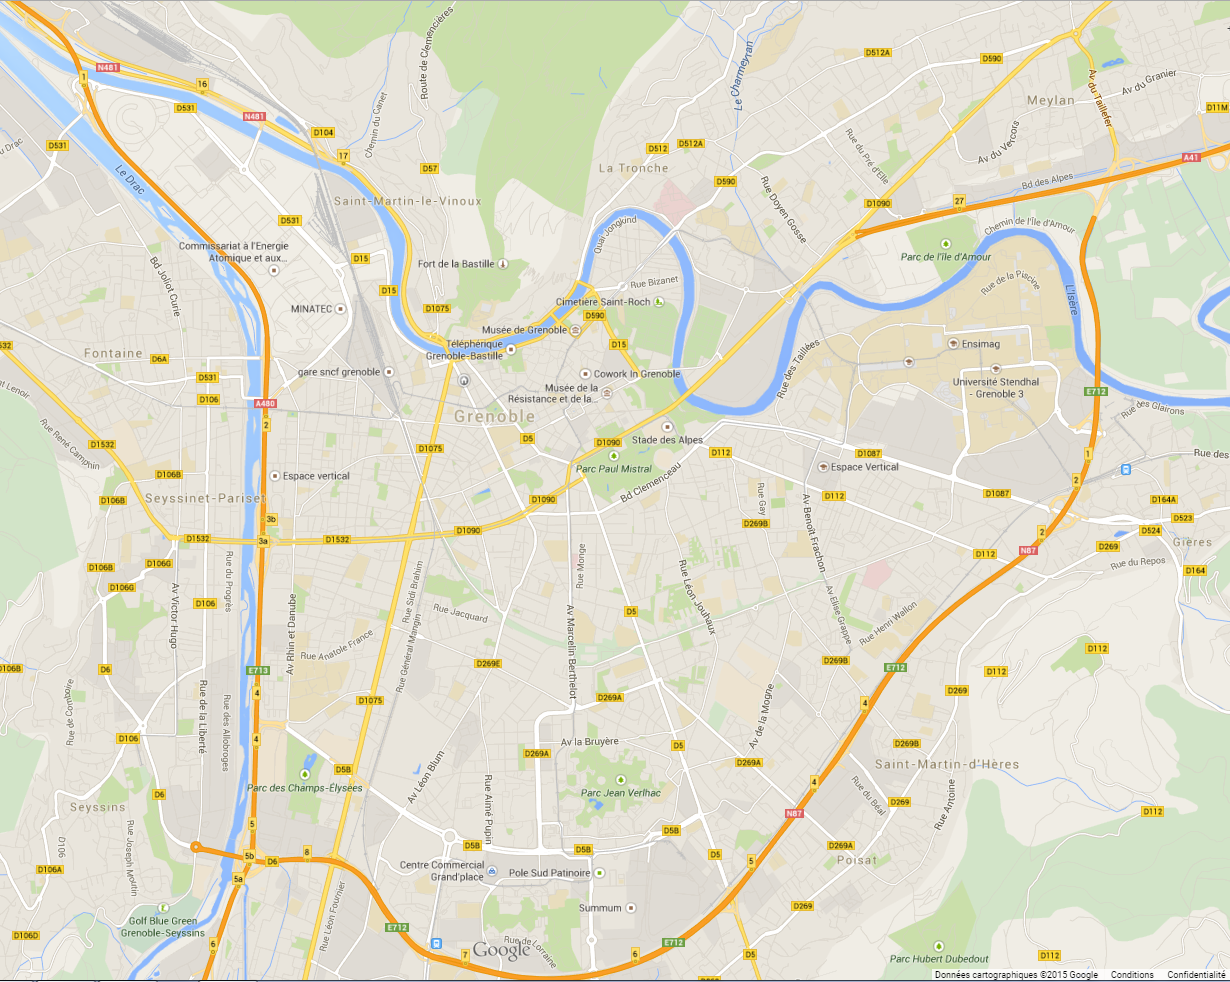 N481
1
16
D531
N481
D104
17
D531
u Drac
Le Drac
Chemin du Canet
Route de Clemencières
D57
Le Charmeyran
D512A
D590
Meylan
Av du Granier
Av du Taillefer
D11M
D512
D512A
La Tronche
D590
Rue du Pré d'Elle
Av du Vercors
A41
Bd des Alpes
27
D1090
Rue Doyen Gosse
Saint-Martin-le-Vinoux
D531
Quai Jongkind
Chemin de l'Île d'Amour
Parc de l'Île d'Amour
Commissariat à l'Energie
Atomique et aux...
D15
Fort de la Bastille
Bd Joliot Curie
D15
Rue Bizanet
Rue de la Piscine
L'Isère
MINATEC
D1075
Cimetière Saint-Roch
D590
Musée de Grenoble
Téléphérique
Grenoble-Bastille
D15
Rue des Taillées
Ensimag
532
Fontaine
D6A
gare sncf grenoble
Cowork In Grenoble
Université Stendhal
- Grenoble 3
D531
D106
nt Lenoir
Musée de la
Résistance et de la...
E712
Rue des Glairons
A480
2
Grenoble
Rue René Camphin
D1532
D5
D1090
Stade des Alpes
D1075
D112
D1087
1
Rue des
Parc Paul Mistral
Espace Vertical
D106B
Espace vertical
Bd Clemenceau
2
D106B
Seyssinet-Pariset
D1090
Rue Gay
D112
Av Benoît Frachon
D1087
D164A
3b
D269B
D523
D1532
3a
D1532
D1090
2
D524
Gières
D112
N87
D269
D106B
D106G
D106G
Rue du Progrès
Rue Monge
Rue Léon Jouhaux
Rue du Repos
D164
Av Victor Hugo
D106
Rue Sidi Brahim
Rue Jacquard
D5
Av Elise Grappe
Rue Henri Wallon
Av Rhin et Danube
Rue Anatole France
Rue Général Mangin
Av Marcelin Berthelot
D106B
D6
E713
D269E
D269B
E712
D112
D112
4
D1075
D269A
4
D269
Rue de Comboire
Rue de la Liberté
Rue des Allobroges
D106
4
Av la Bruyère
D5
Av de la Mogne
D269B
D269A
D269A
D5B
Av Léon Blum
Saint-Martin-d'Hères
Parc des Champs-Élysées
Parc Jean Verlhac
4
Rue du Béal
D269
Rue Antoine
D6
Seyssins
Rue Aimé Pupin
N87
D112
5
D5B
D5B
D5B
D106
Rue Joseph Moutin
5b
D6
8
D5
5
D269A
Poisat
D106A
5a
Centre Commercial
Grand'place
Pole Sud Patinoire
Golf Blue Green
Grenoble-Seyssins
Rue Léon Fournier
E712
Summum
D269
D106D
6
Google
Rue de Lorraine
7
6
E712
D5
Parc Hubert Dubedout
D112
Données cartographiques ©2015 Google
Conditions
Confidentialité